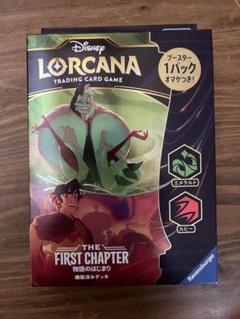 Disney
LORCANA
TRADING CARD GAME
ブースター
1パック
オマケつき!
エメラルド
ルビー
THE
FIRST CHAPTER
物語のはじまり
構築済みデッキ
Ravensburger